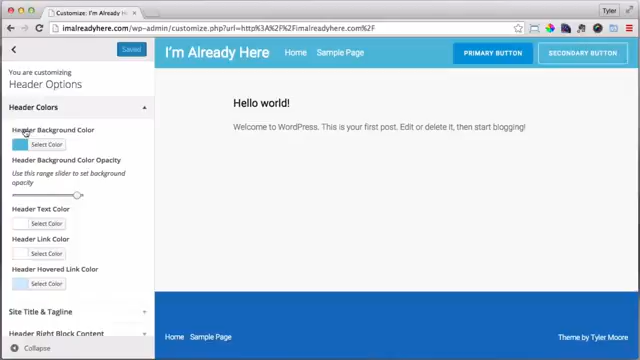 Customize: I'm Already He
Tyler
imalreadyhere.com/wp-admin/customize.php?url=http%3A%2F%2Fimalreadyhere.com%2F
Saved
I'm Already Here
Home
Sample Page
PRIMARY BUTTON
SECONDARY BUTTON
You are customizing
Header Options
Header Colors
Header Background Color
Select Color
Header Background Color Opacity
Use this range slider to set background
opacity
Header Text Color
Select Color
Header Link Color
Select Color
Header Hovered Link Color
Select Color
Site Title & Tagline
Header Right Block Content
Collapse
Hello world!
Welcome to WordPress. This is your first post. Edit or delete it, then start blogging!
Home
Sample Page
Theme by Tyler Moore